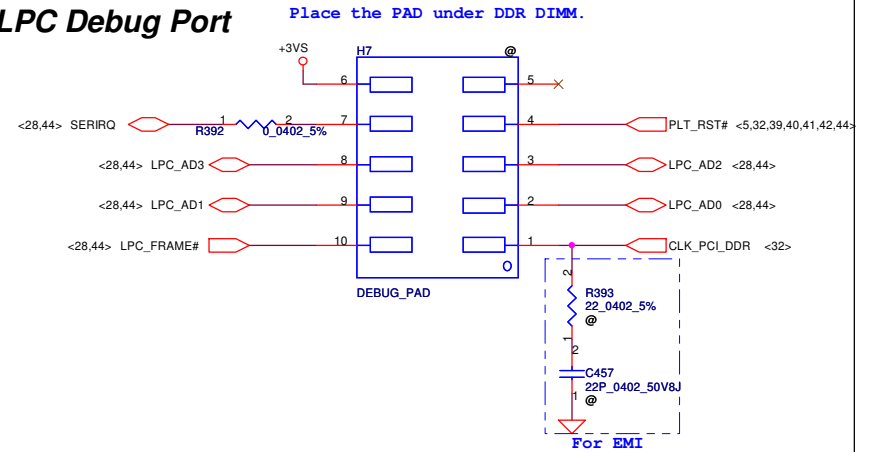 LPC Debug Port
Place the PAD under DDR DIMM.
+3VS
H7
@
6
5
<28,44> SERIRQ
1
R392
2
0_0402_5%
7
4
PLT_RST# <5,32,39,40,41,42,44>
<28,44> LPC_AD3
8
3
LPC_AD2 <28,44>
<28,44> LPC_AD1
9
2
LPC_AD0 <28,44>
<28,44> LPC_FRAME#
10
1
CLK_PCI_DDR <32>
DEBUG_PAD
2
R393
22_0402_5%
@
1
2
C457
22P_0402_50V8J
1
@
For EMI